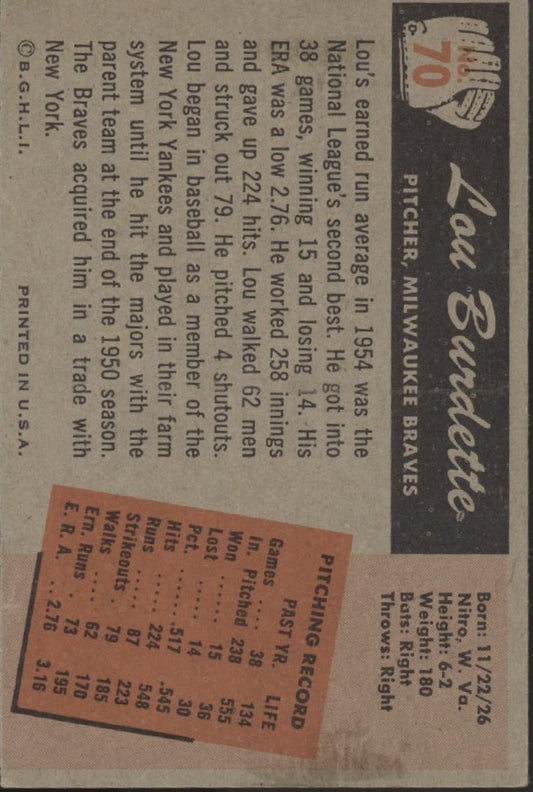 No.
70
Lou Burdette
PITCHER, MILWAUKEE BRAVES
Born: 11/22/26
Nitro, W. Va.
Height: 6-2
Weight: 180
Bats: Right
Throws: Right
Lou's earned run average in 1954 was the
National League's second best. He got into
38 games, winning 15 and losing 14. His
ERA was a low 2.76. He worked 258 innings
and gave up 224 hits. Lou walked 62 men
and struck out 79. He pitched 4 shutouts.
Lou began in baseball as a member of the
New York Yankees and played in their farm
system until he hit the majors with the
parent team at the end of the 1950 season.
The Braves acquired him in a trade with
New York.
©B.G.H.L.I. PRINTED IN U.S.A.
PITCHING RECORD
PAST YR. LIFE
Games .... 38 134
In. Pitched 238 555
Won ...... 15 36
Lost ...... 14 30
Pct. ..... .517 .545
Hits ..... 224 548
Runs ..... 87 223
Strikeouts . 79 185
Walks .... 62 170
Ern. Runs . 73 195
E. R. A. .. 2.76 3.16